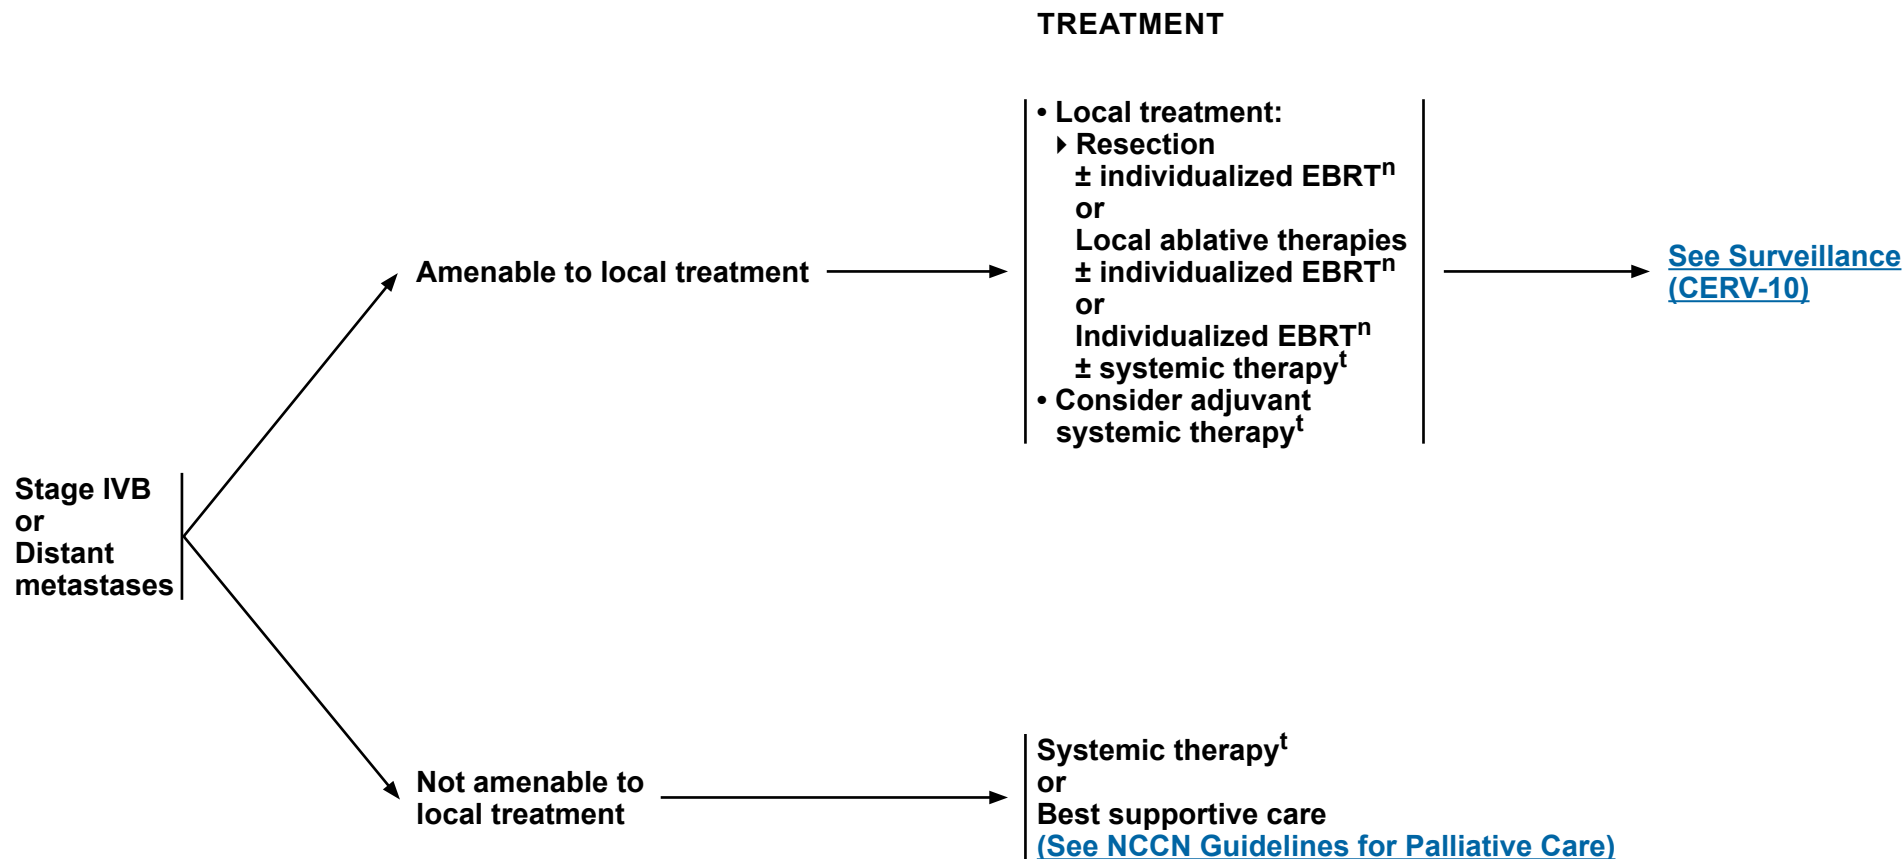 TREATMENT
Stage IVB
or
Distant
metastases
Amenable to local treatment
• Local treatment:
▸ Resection
± individualized EBRTⁿ
or
Local ablative therapies
± individualized EBRTⁿ
or
Individualized EBRTⁿ
± systemic therapyᵗ
• Consider adjuvant
systemic therapyᵗ
See Surveillance
(CERV-10)
Not amenable to
local treatment
Systemic therapyᵗ
or
Best supportive care
(See NCCN Guidelines for Palliative Care)